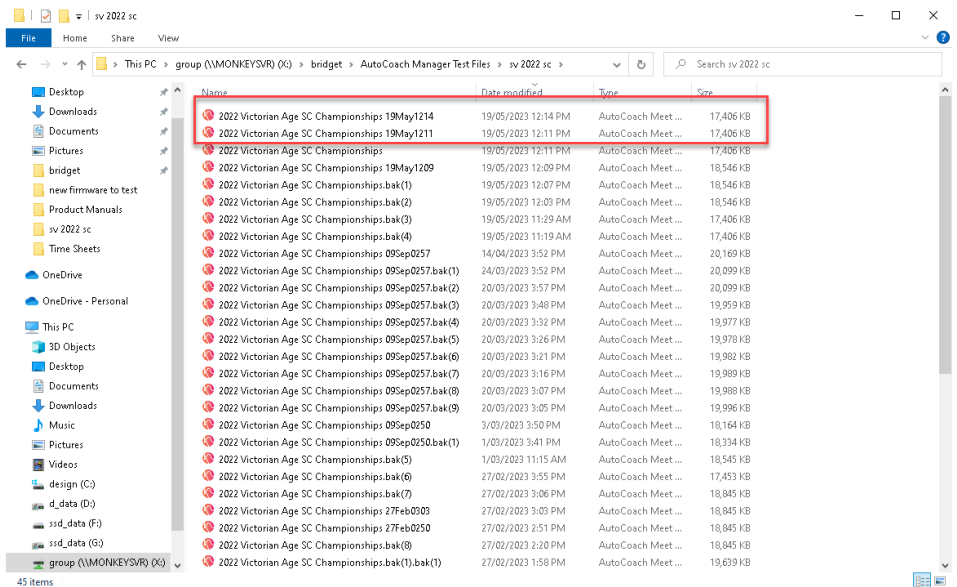 sv 2022 sc
File Home Share View
This PC > group (\\MONKEYSVR) (X:) > bridget > AutoCoach Manager Test Files > sv 2022 sc >
Search sv 2022 sc
Desktop
Downloads
Documents
Pictures
bridget
new firmware to test
Product Manuals
sv 2022 sc
Time Sheets
OneDrive
OneDrive - Personal
This PC
3D Objects
Desktop
Documents
Downloads
Music
Pictures
Videos
design (C:)
d_data (D:)
ssd_data (F:)
ssd_data (G:)
group (\\MONKEYSVR) (X:)
Name Date modified Type Size
2022 Victorian Age SC Championships 19May1214 19/05/2023 12:14 PM AutoCoach Meet ... 17,406 KB
2022 Victorian Age SC Championships 19May1211 19/05/2023 12:11 PM AutoCoach Meet ... 17,406 KB
2022 Victorian Age SC Championships 19/05/2023 12:11 PM AutoCoach Meet ... 17,406 KB
2022 Victorian Age SC Championships 19May1209 19/05/2023 12:09 PM AutoCoach Meet ... 18,546 KB
2022 Victorian Age SC Championships.bak(1) 19/05/2023 12:07 PM AutoCoach Meet ... 18,546 KB
2022 Victorian Age SC Championships.bak(2) 19/05/2023 12:03 PM AutoCoach Meet ... 18,546 KB
2022 Victorian Age SC Championships.bak(3) 19/05/2023 11:29 AM AutoCoach Meet ... 17,406 KB
2022 Victorian Age SC Championships.bak(4) 19/05/2023 11:19 AM AutoCoach Meet ... 17,406 KB
2022 Victorian Age SC Championships 09Sep0257 14/04/2023 3:52 PM AutoCoach Meet ... 20,169 KB
2022 Victorian Age SC Championships 09Sep0257.bak(1) 24/03/2023 3:52 PM AutoCoach Meet ... 20,099 KB
2022 Victorian Age SC Championships 09Sep0257.bak(2) 20/03/2023 3:57 PM AutoCoach Meet ... 20,099 KB
2022 Victorian Age SC Championships 09Sep0257.bak(3) 20/03/2023 3:48 PM AutoCoach Meet ... 19,959 KB
2022 Victorian Age SC Championships 09Sep0257.bak(4) 20/03/2023 3:32 PM AutoCoach Meet ... 19,977 KB
2022 Victorian Age SC Championships 09Sep0257.bak(5) 20/03/2023 3:26 PM AutoCoach Meet ... 19,978 KB
2022 Victorian Age SC Championships 09Sep0257.bak(6) 20/03/2023 3:21 PM AutoCoach Meet ... 19,982 KB
2022 Victorian Age SC Championships 09Sep0257.bak(7) 20/03/2023 3:16 PM AutoCoach Meet ... 19,989 KB
2022 Victorian Age SC Championships 09Sep0257.bak(8) 20/03/2023 3:07 PM AutoCoach Meet ... 19,988 KB
2022 Victorian Age SC Championships 09Sep0257.bak(9) 20/03/2023 3:05 PM AutoCoach Meet ... 19,996 KB
2022 Victorian Age SC Championships 09Sep0250 3/03/2023 3:50 PM AutoCoach Meet ... 18,164 KB
2022 Victorian Age SC Championships 09Sep0250.bak(1) 1/03/2023 3:41 PM AutoCoach Meet ... 18,334 KB
2022 Victorian Age SC Championships.bak(5) 1/03/2023 11:15 AM AutoCoach Meet ... 18,545 KB
2022 Victorian Age SC Championships.bak(6) 27/02/2023 3:55 PM AutoCoach Meet ... 17,453 KB
2022 Victorian Age SC Championships.bak(7) 27/02/2023 3:06 PM AutoCoach Meet ... 18,845 KB
2022 Victorian Age SC Championships 27Feb0303 27/02/2023 3:03 PM AutoCoach Meet ... 18,845 KB
2022 Victorian Age SC Championships 27Feb0250 27/02/2023 2:51 PM AutoCoach Meet ... 18,845 KB
2022 Victorian Age SC Championships.bak(8) 27/02/2023 2:20 PM AutoCoach Meet ... 18,845 KB
2022 Victorian Age SC Championships.bak(1).bak(1) 27/02/2023 1:58 PM AutoCoach Meet ... 19,639 KB
45 items